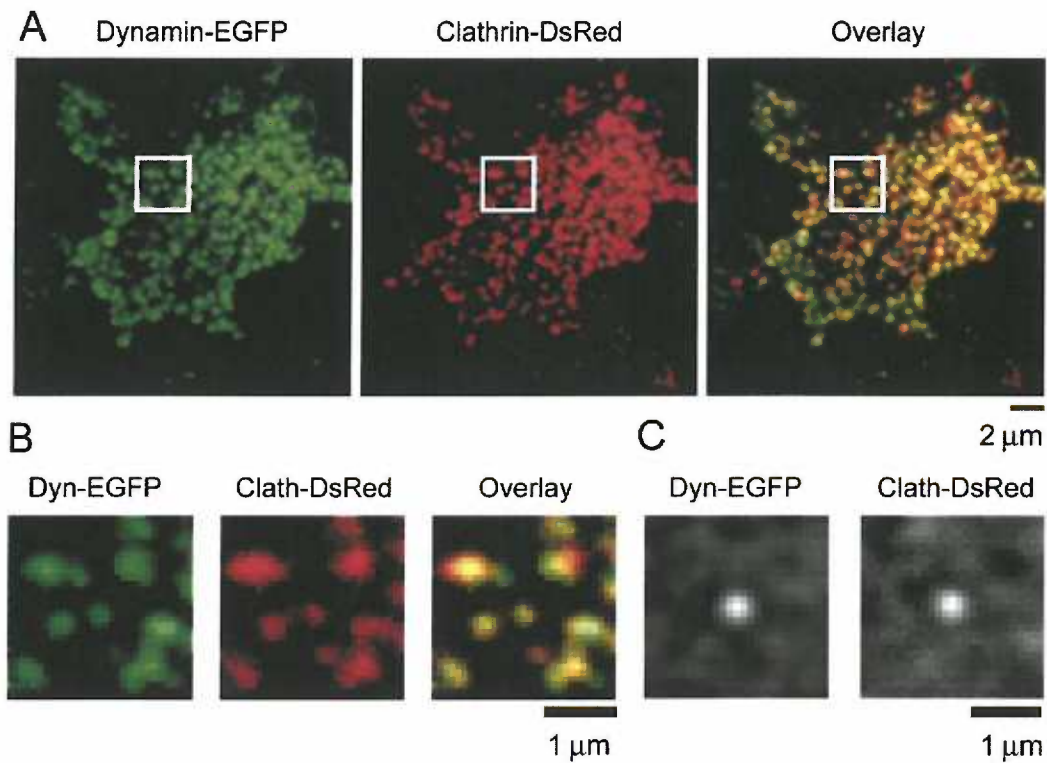 A
Dynamin-EGFP Clathrin-DsRed Overlay
2 μm
B C
Dyn-EGFP Clath-DsRed Overlay Dyn-EGFP Clath-DsRed
1 μm 1 μm